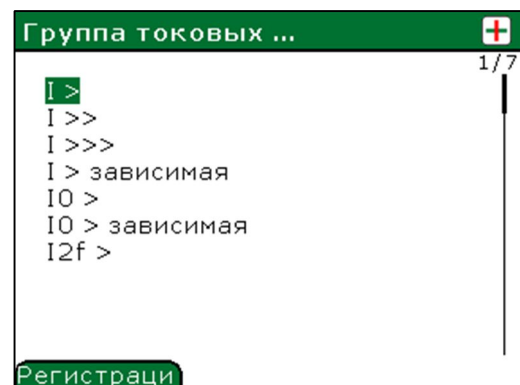 Группа токовых ...
1/7
I >
I >>
I >>>
I > зависимая
I0 >
I0 > зависимая
I2f >
Регистраци